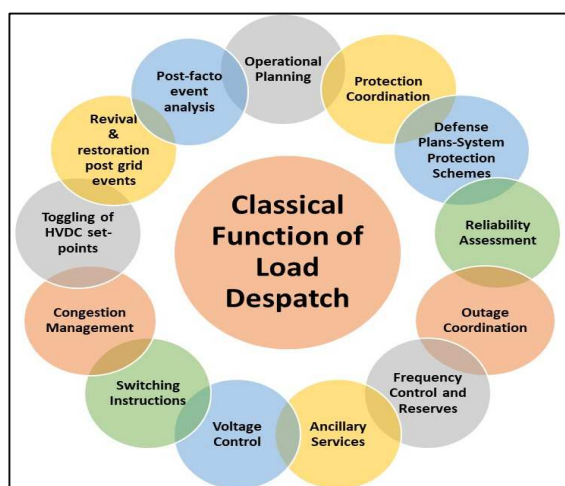 Operational
Planning
Protection
Coordination
Defense
Plans-System
Protection
Schemes
Reliability
Assessment
Outage
Coordination
Frequency
Control and
Reserves
Ancillary
Services
Voltage
Control
Switching
Instructions
Congestion
Management
Toggling of
HVDC set-
points
Revival
&
restoration
post grid
events
Post-facto
event
analysis
Classical
Function of
Load
Despatch